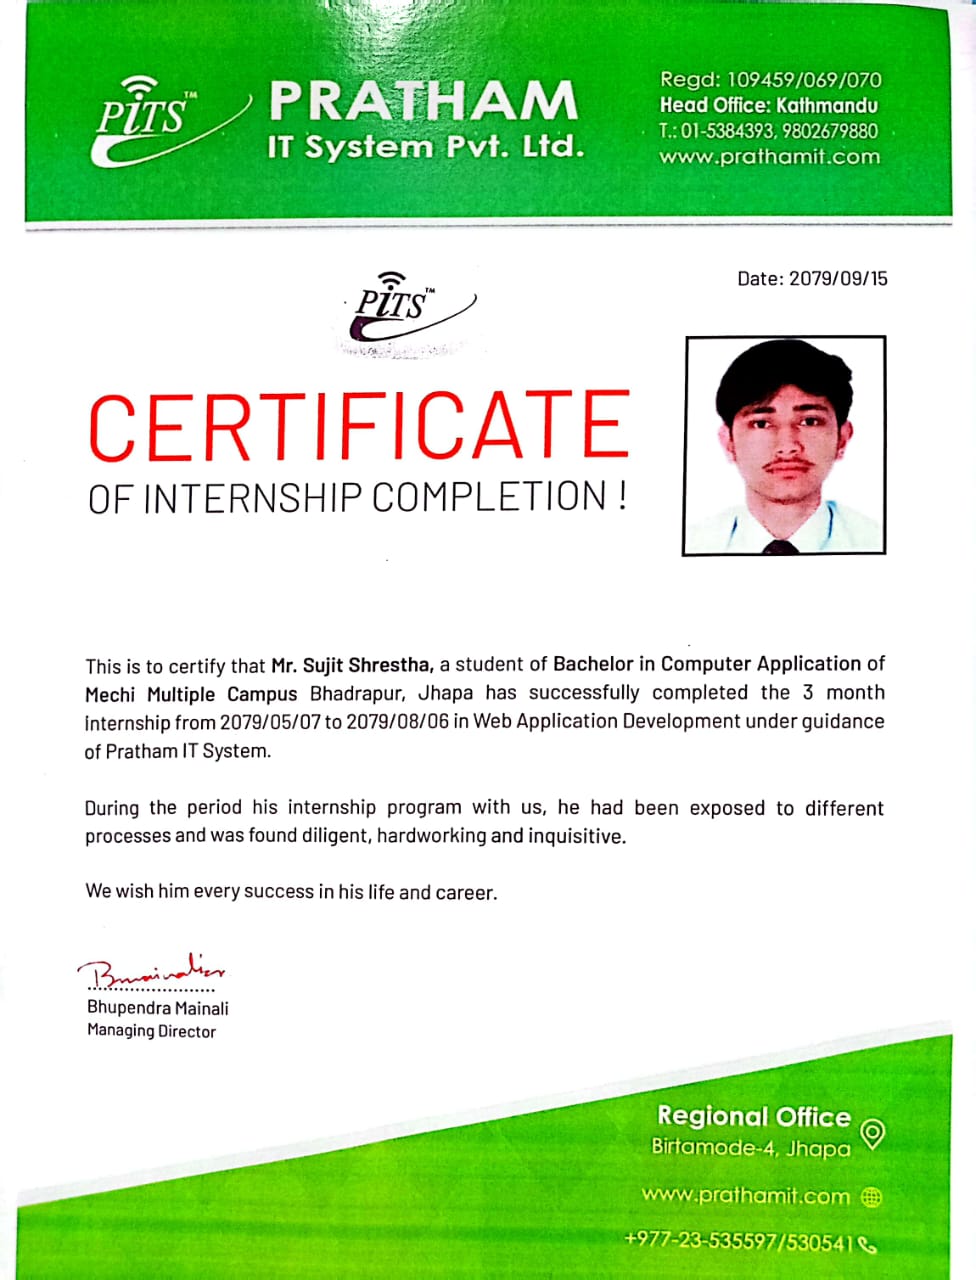 PiTS™
PRATHAM
IT System Pvt. Ltd.
Regd: 109459/069/070
Head Office: Kathmandu
T.: 01-5384393, 9802679880
www.prathamit.com
Date: 2079/09/15
PiTS™
CERTIFICATE
OF INTERNSHIP COMPLETION !
This is to certify that Mr. Sujit Shrestha, a student of Bachelor in Computer Application of
Mechi Multiple Campus Bhadrapur, Jhapa has successfully completed the 3 month
internship from 2079/05/07 to 2079/08/06 in Web Application Development under guidance
of Pratham IT System.
During the period his internship program with us, he had been exposed to different
processes and was found diligent, hardworking and inquisitive.
We wish him every success in his life and career.
Bmainali
Bhupendra Mainali
Managing Director
Regional Office
Birtamode-4, Jhapa
www.prathamit.com
+977-23-535597/530541